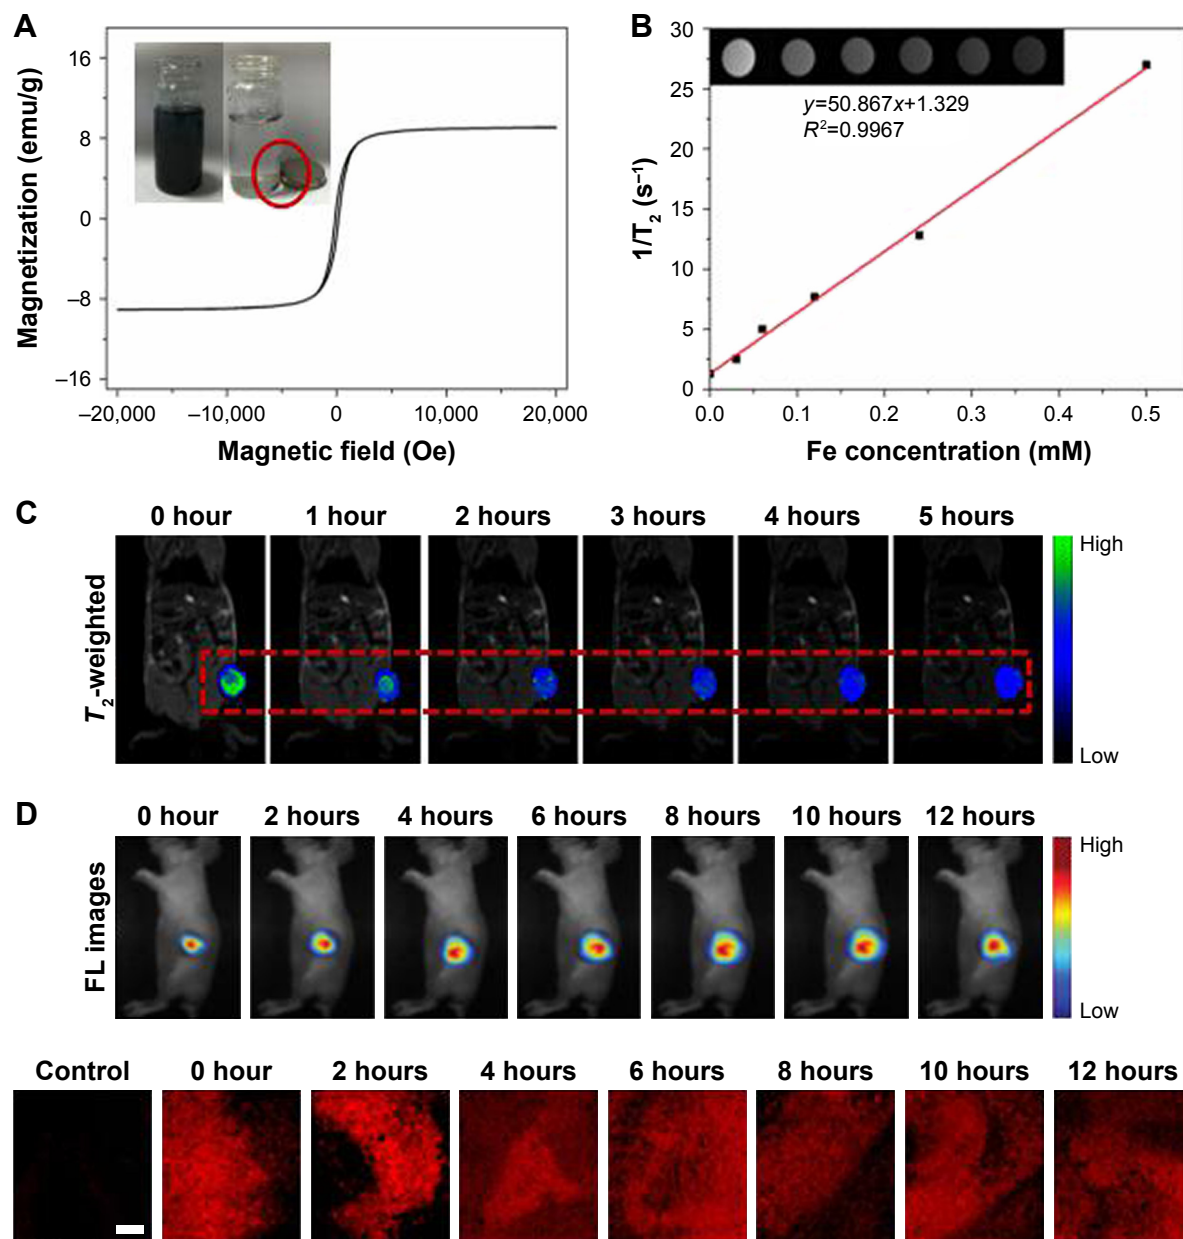 A
Magnetization (emu/g)
16
8
0
–8
–16
–20,000
–10,000
0
10,000
20,000
Magnetic field (Oe)
B
1/T2 (s–1)
30
25
20
15
10
5
0
y=50.867x+1.329
R2=0.9967
0.0
0.1
0.2
0.3
0.4
0.5
Fe concentration (mM)
C
0 hour
1 hour
2 hours
3 hours
4 hours
5 hours
T2-weighted
High
Low
D
0 hour
2 hours
4 hours
6 hours
8 hours
10 hours
12 hours
FL images
High
Low
Control
0 hour
2 hours
4 hours
6 hours
8 hours
10 hours
12 hours